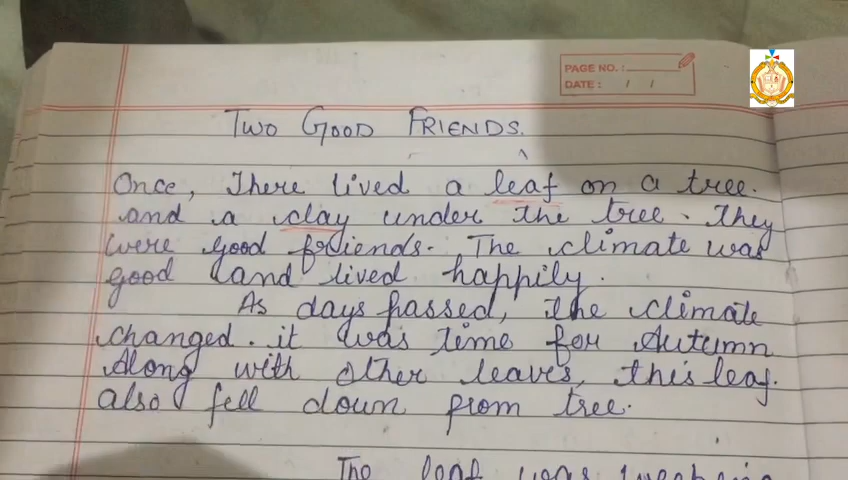 PAGE NO. :
DATE : / /
Two Good Friends.
Once, There lived a leaf on a tree.
and a clay under the tree. They
were good friends. The climate was
good and lived happily.
As days passed, the climate
changed. it was time for Autumn
Along with other leaves, this leaf.
also fell down from tree.
The leaf was weeping